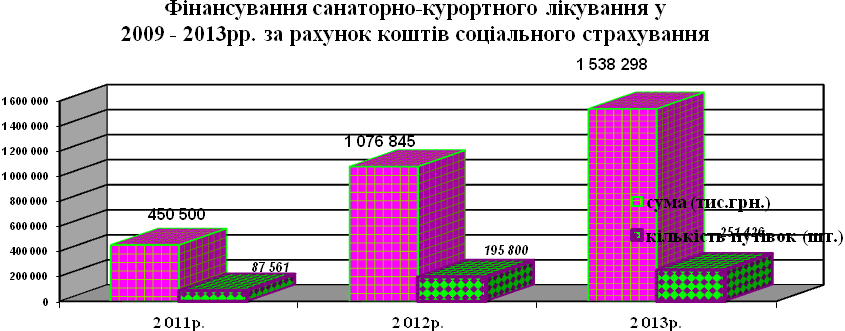 Фінансування санаторно-курортного лікування у
2009 - 2013рр. за рахунок коштів соціального страхування
1 538 298
1 600 000
1 400 000
1 200 000
1 000 000
800 000
600 000
400 000
200 000
0
1 076 845
450 500
87 561
195 800
251 426
сума (тис.грн.)
кількість путівок (шт.)
2011р.
2012р.
2013р.